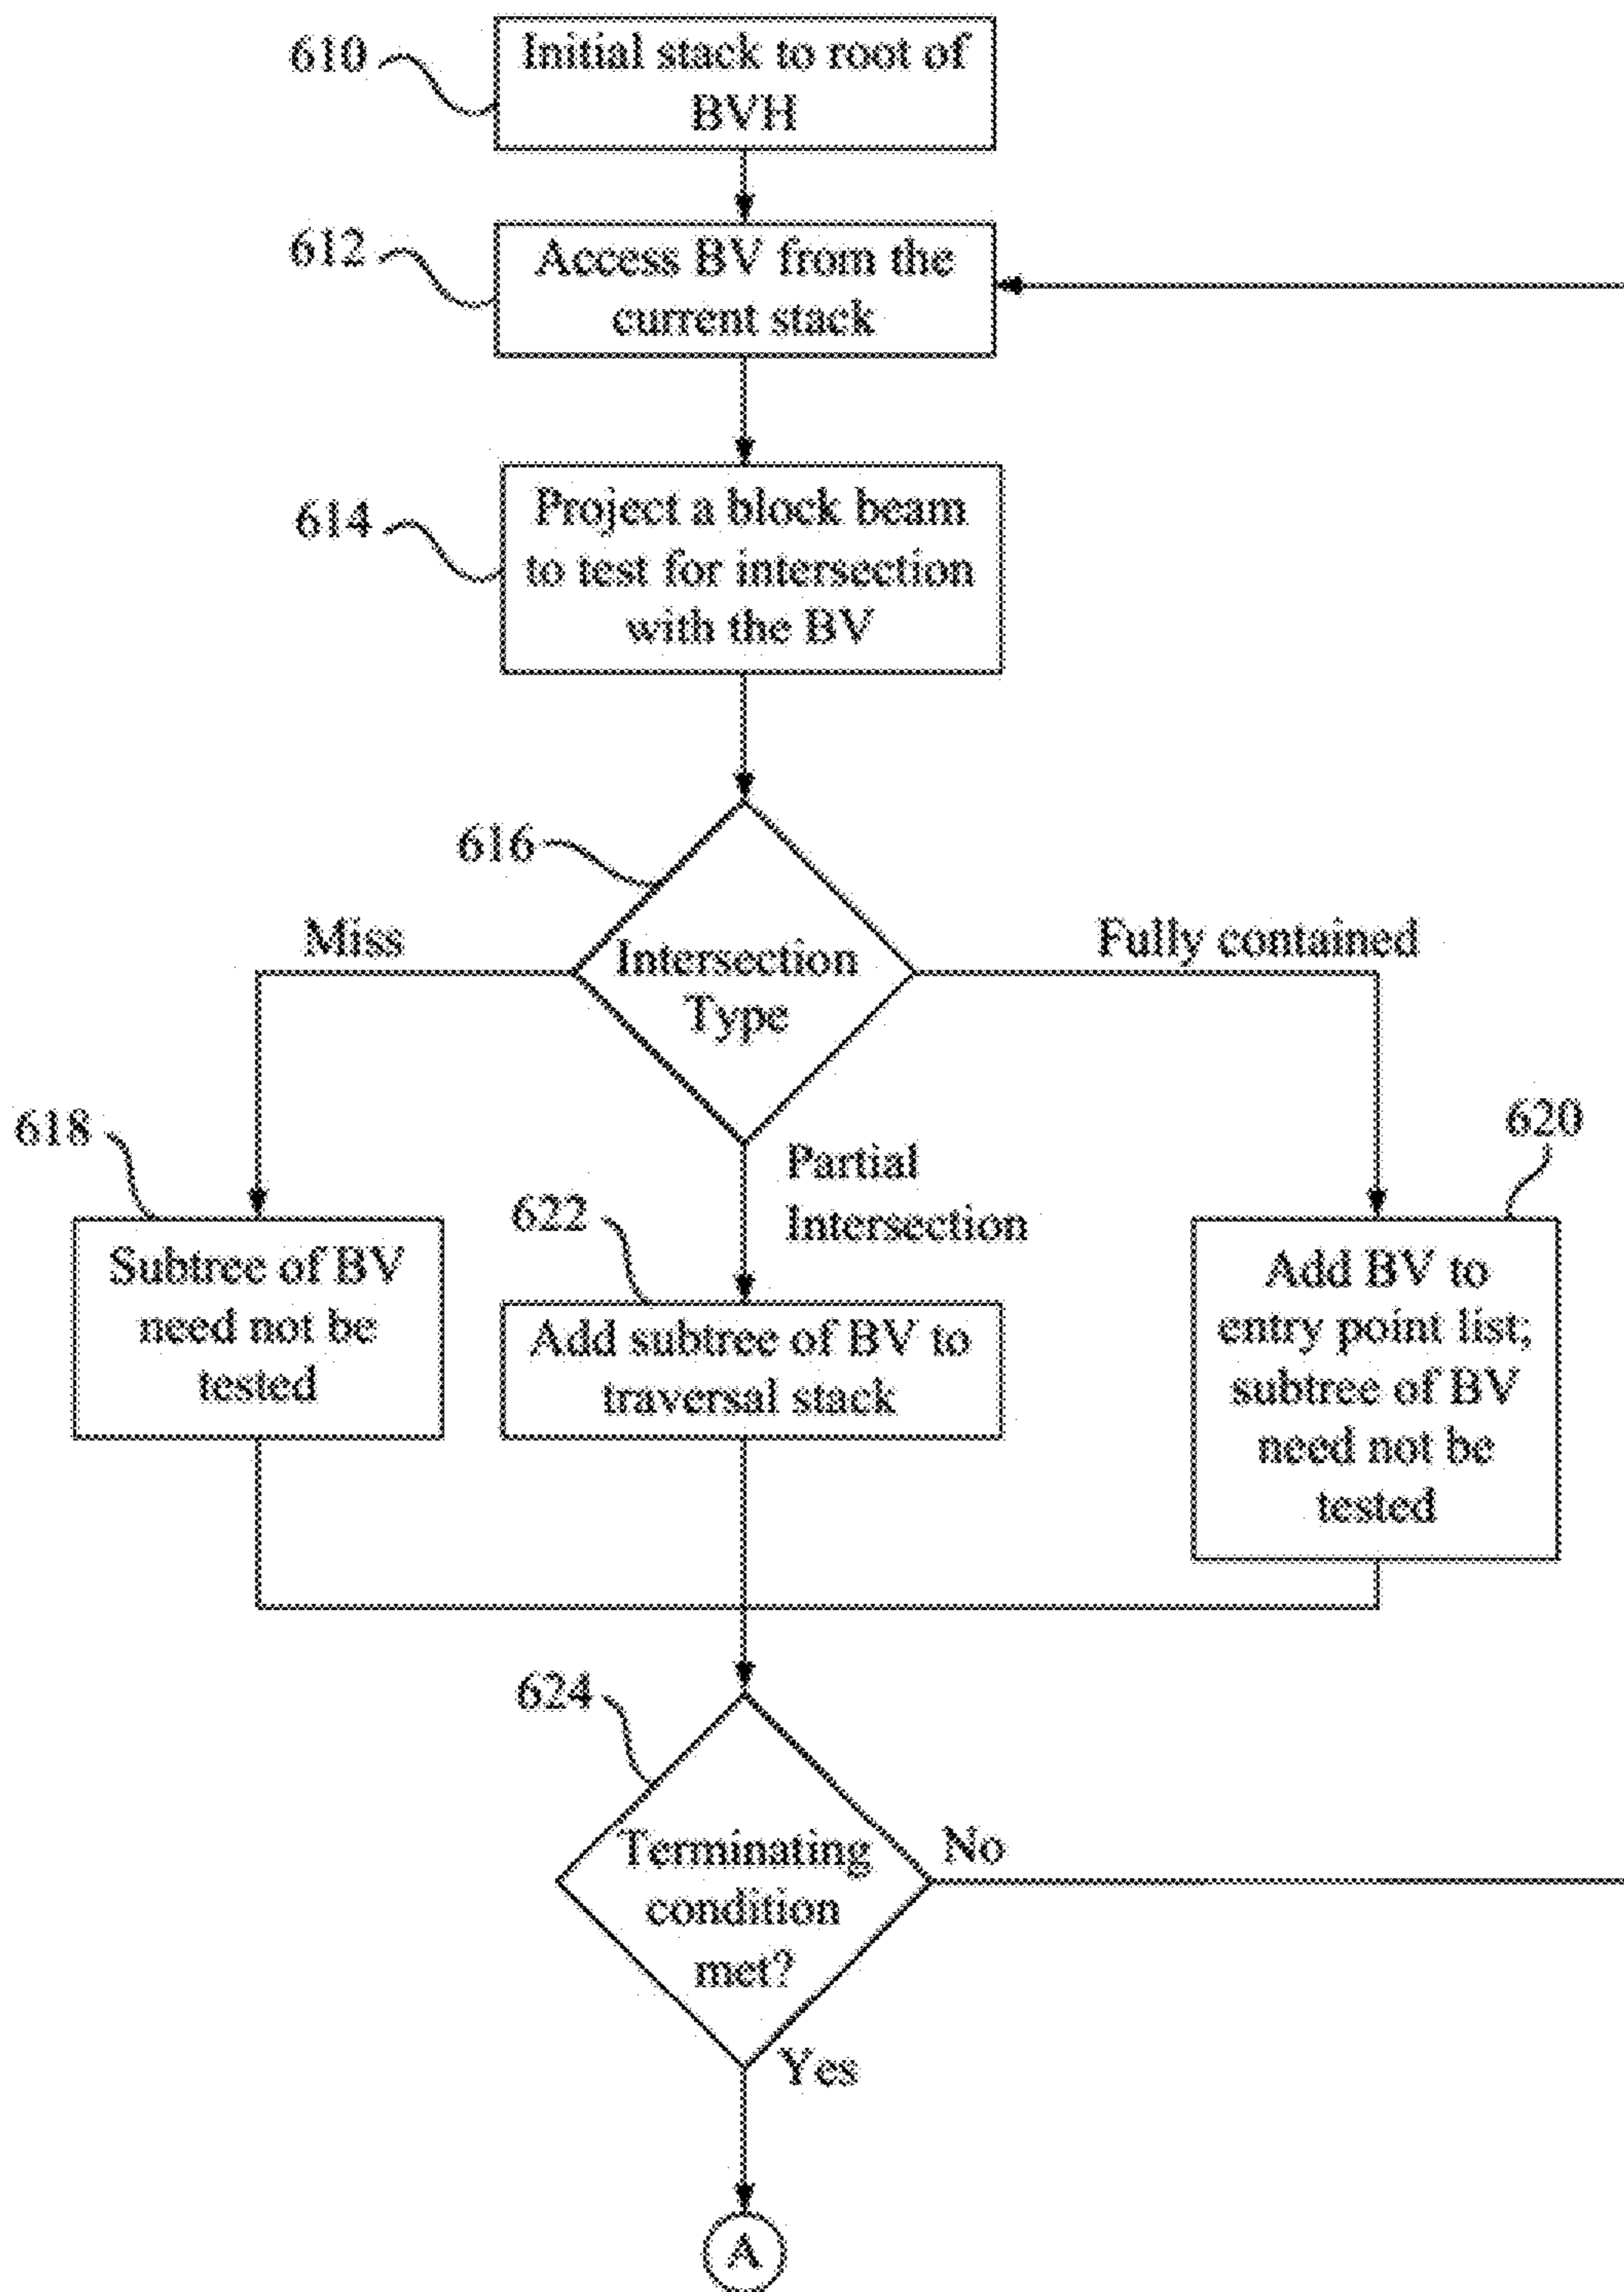 610
Initial stack to root of
BVH
612
Access BV from the
current stack
614
Project a block beam
to test for intersection
with the BV
616
Miss
Intersection
Type
Fully contained
618
Subtree of BV
need not be
tested
Partial
Intersection
622
Add subtree of BV to
traversal stack
620
Add BV to
entry point list;
subtree of BV
need not be
tested
624
Terminating
condition
met?
No
Yes
A